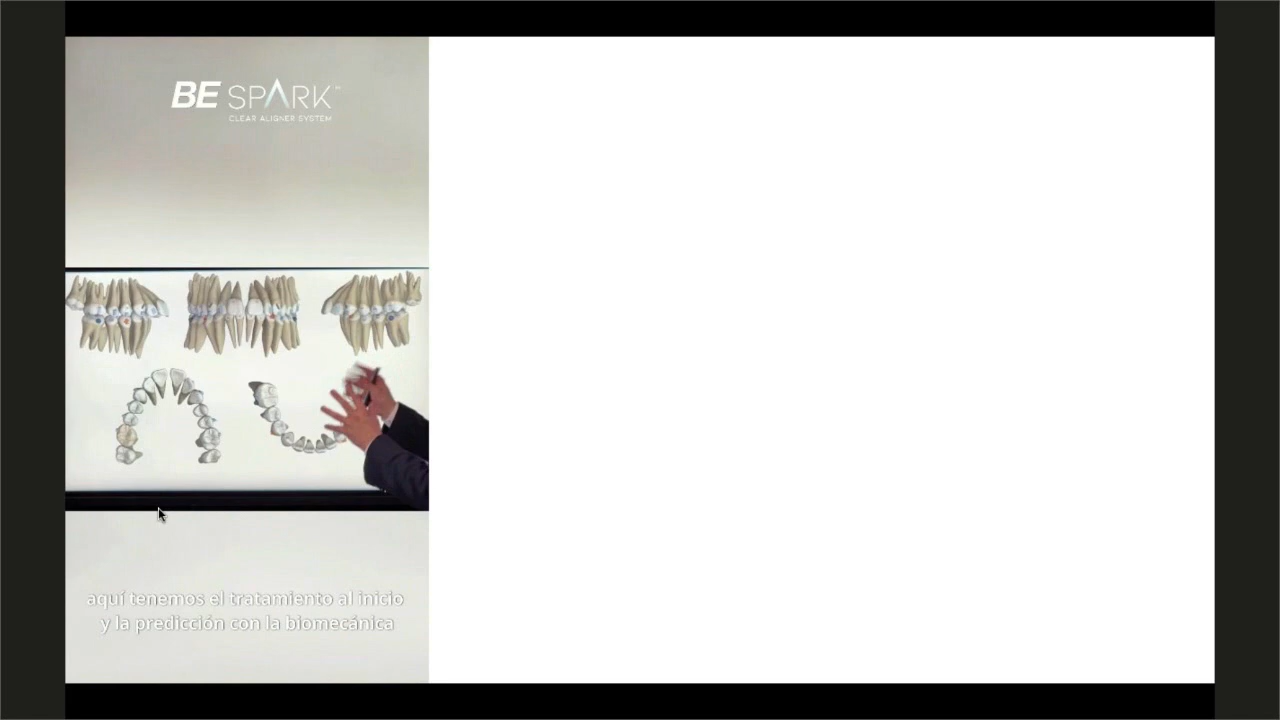 BE SPARK™
CLEAR ALIGNER SYSTEM
aquí tenemos el tratamiento al inicio
y la predicción con la biomecánica